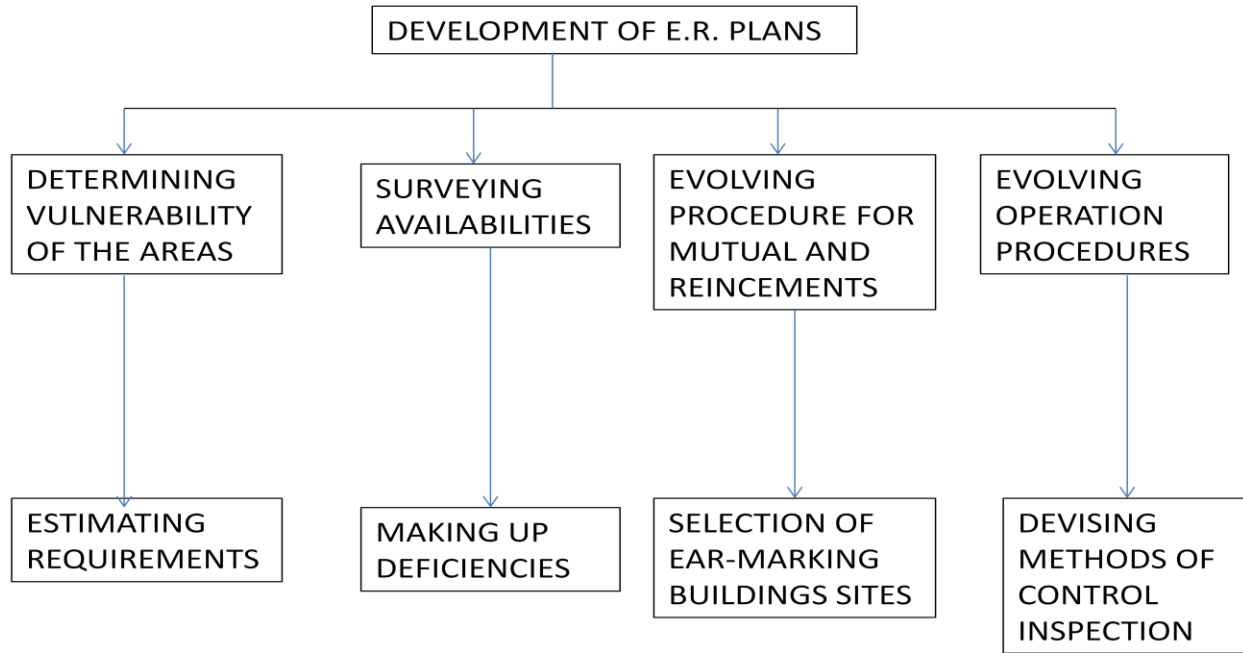 DEVELOPMENT OF E.R. PLANS
DETERMINING
VULNERABILITY
OF THE AREAS
SURVEYING
AVAILABILITIES
EVOLVING
PROCEDURE FOR
MUTUAL AND
REINCEMENTS
EVOLVING
OPERATION
PROCEDURES
ESTIMATING
REQUIREMENTS
MAKING UP
DEFICIENCIES
SELECTION OF
EAR-MARKING
BUILDINGS SITES
DEVISING
METHODS OF
CONTROL
INSPECTION